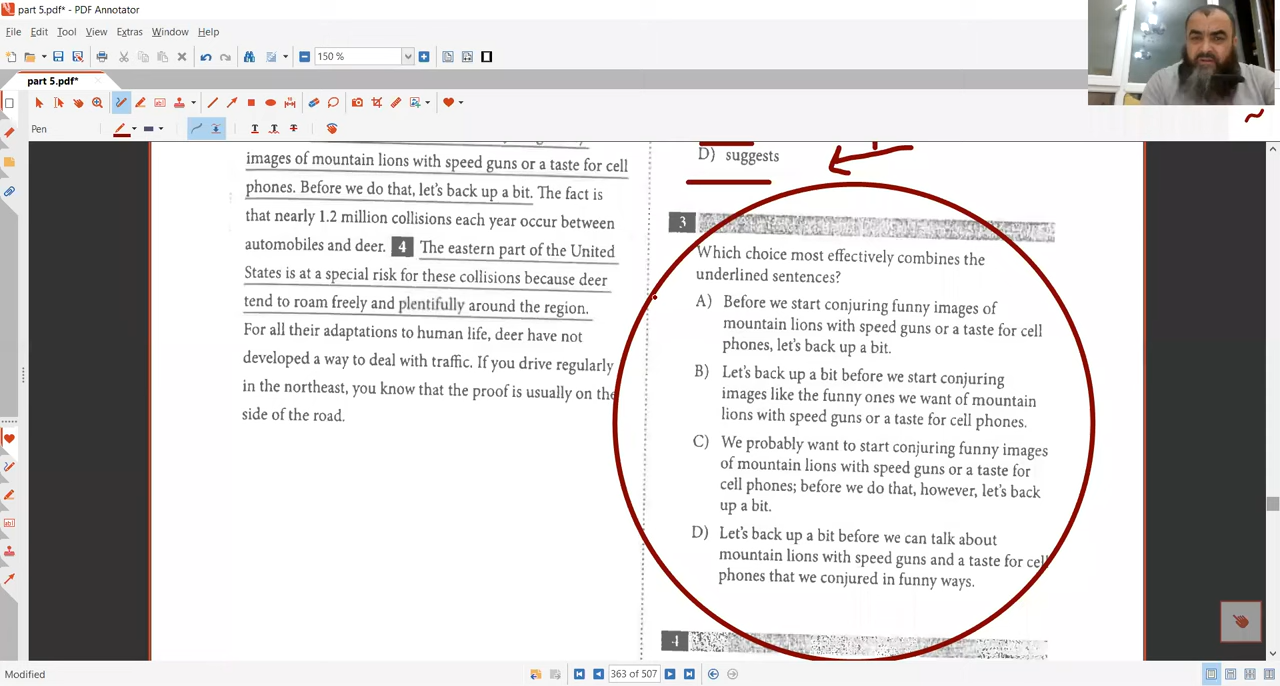 part 5.pdf* - PDF Annotator
File Edit Tool View Extras Window Help
150 %
part 5.pdf*
Pen
images of mountain lions with speed guns or a taste for cell
phones. Before we do that, let's back up a bit. The fact is
that nearly 1.2 million collisions each year occur between
automobiles and deer. 4 The eastern part of the United
States is at a special risk for these collisions because deer
tend to roam freely and plentifully around the region.
For all their adaptations to human life, deer have not
developed a way to deal with traffic. If you drive regularly
in the northeast, you know that the proof is usually on the
side of the road.
D) suggests
3
Which choice most effectively combines the
underlined sentences?
A) Before we start conjuring funny images of
mountain lions with speed guns or a taste for cell
phones, let's back up a bit.
B) Let's back up a bit before we start conjuring
images like the funny ones we want of mountain
lions with speed guns or a taste for cell phones.
C) We probably want to start conjuring funny images
of mountain lions with speed guns or a taste for
cell phones; before we do that, however, let's back
up a bit.
D) Let's back up a bit before we can talk about
mountain lions with speed guns and a taste for cell
phones that we conjured in funny ways.
4
Modified
363 of 507